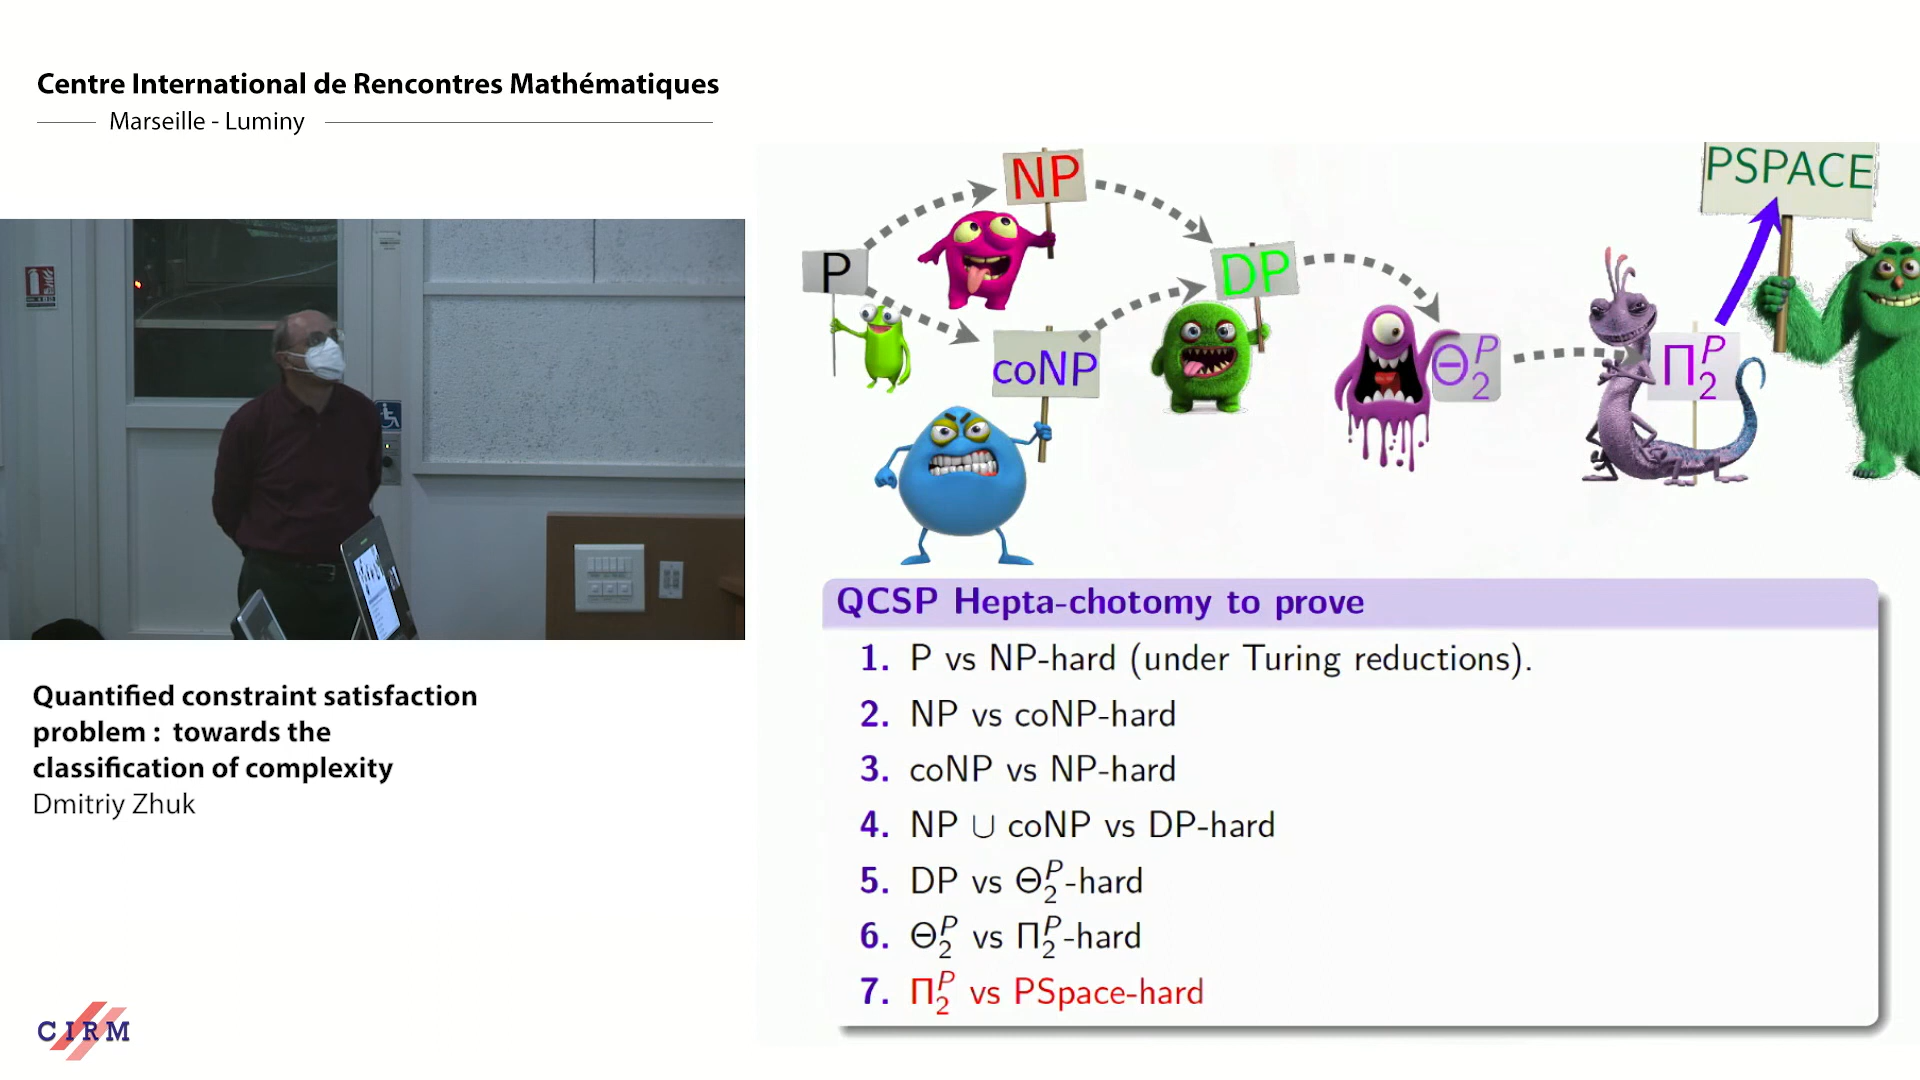 Centre International de Rencontres Mathématiques
Marseille - Luminy
NP
PSPACE
P
DP
coNP
Θ₂ᴾ
Π₂ᴾ
QCSP Hepta-chotomy to prove
1. P vs NP-hard (under Turing reductions).
2. NP vs coNP-hard
3. coNP vs NP-hard
4. NP ∪ coNP vs DP-hard
5. DP vs Θ₂ᴾ-hard
6. Θ₂ᴾ vs Π₂ᴾ-hard
7. Π₂ᴾ vs PSpace-hard
Quantified constraint satisfaction
problem : towards the
classification of complexity
Dmitriy Zhuk
CIRM